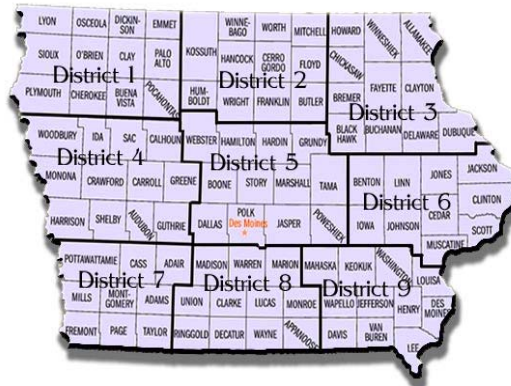 LYON
OSCEOLA
DICKIN-
SON
EMMET
SIOUX
O'BRIEN
CLAY
PALO
ALTO
District 1
PLYMOUTH
CHEROKEE
BUENA
VISTA
POCAHONTAS
KOSSUTH
WINNE-
BAGO
WORTH
MITCHELL
HANCOCK
CERRO
GORDO
FLOYD
District 2
HUM-
BOLDT
WRIGHT
FRANKLIN
BUTLER
HOWARD
WINNESHIEK
ALLAMAKEE
CHICKASAW
FAYETTE
CLAYTON
BREMER
District 3
BLACK
HAWK
BUCHANAN
DELAWARE
DUBUQUE
WOODBURY
IDA
SAC
CALHOUN
District 4
MONONA
CRAWFORD
CARROLL
GREENE
HARRISON
SHELBY
AUDUBON
GUTHRIE
WEBSTER
HAMILTON
HARDIN
GRUNDY
District 5
BOONE
STORY
MARSHALL
TAMA
DALLAS
POLK
Des Moines
JASPER
POWESHIEK
BENTON
LINN
JONES
JACKSON
District 6
CLINTON
IOWA
JOHNSON
CEDAR
SCOTT
MUSCATINE
POTTAWATTAMIE
CASS
ADAIR
District 7
MILLS
MONT-
GOMERY
ADAMS
FREMONT
PAGE
TAYLOR
MADISON
WARREN
MARION
District 8
UNION
CLARKE
LUCAS
MONROE
RINGGOLD
DECATUR
WAYNE
APPANOOSE
MAHASKA
KEOKUK
WASHINGTON
LOUISA
District 9
WAPELLO
JEFFERSON
HENRY
DES
MOINES
DAVIS
VAN
BUREN
LEE